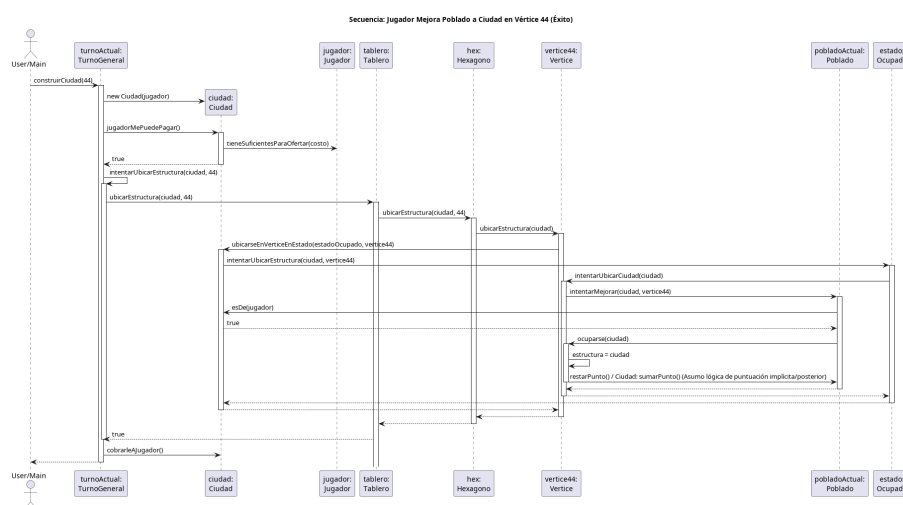 Secuencia: Jugador Mejora Poblado a Ciudad en Vértice 44 (Éxito)
User/Main
turnoActual:
TurnoGeneral
jugador:
Jugador
tablero:
Tablero
hex:
Hexagono
vertice44:
Vertice
pobladoActual:
Poblado
estado:
Ocupad
construirCiudad(44)
new Ciudad(jugador)
ciudad:
Ciudad
jugadorMePuedePagar()
tieneSuficientesParaOfertar(costo)
true
intentarUbicarEstructura(ciudad, 44)
ubicarEstructura(ciudad, 44)
ubicarEstructura(ciudad, 44)
ubicarEstructura(ciudad)
ubicarseEnVerticeEnEstado(estadoOcupado, vertice44)
intentarUbicarEstructura(ciudad, vertice44)
intentarUbicarCiudad(ciudad)
intentarMejorar(ciudad, vertice44)
esDe(jugador)
true
ocuparse(ciudad)
estructura = ciudad
restarPunto() / Ciudad: sumarPunto() (Asumo lógica de puntuación implícita/posterior)
true
cobrarleAJugador()
User/Main
turnoActual:
TurnoGeneral
ciudad:
Ciudad
jugador:
Jugador
tablero:
Tablero
hex:
Hexagono
vertice44:
Vertice
pobladoActual:
Poblado
estado:
Ocupad